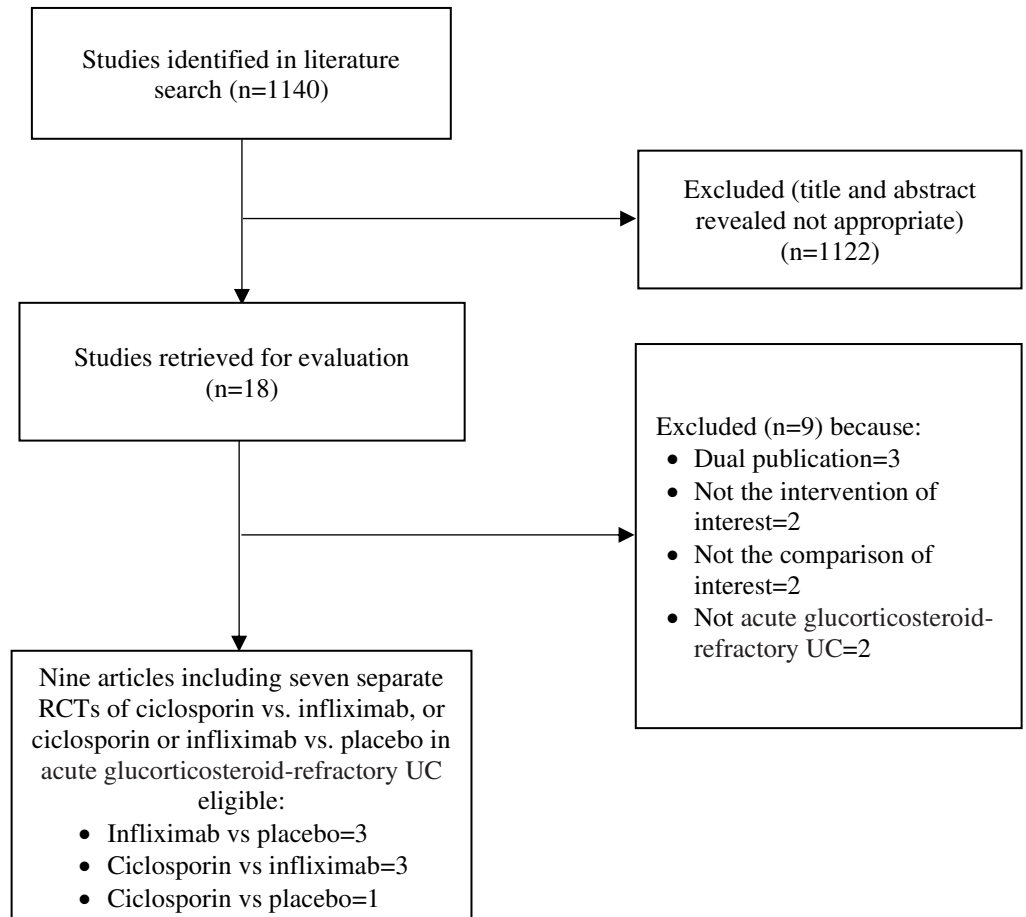 Studies identified in literature
search (n=1140)
Excluded (title and abstract
revealed not appropriate)
(n=1122)
Studies retrieved for evaluation
(n=18)
Excluded (n=9) because:
• Dual publication=3
• Not the intervention of
interest=2
• Not the comparison of
interest=2
• Not acute glucorticosteroid-
refractory UC=2
Nine articles including seven separate
RCTs of ciclosporin vs. infliximab, or
ciclosporin or infliximab vs. placebo in
acute glucorticosteroid-refractory UC
eligible:
• Infliximab vs placebo=3
• Ciclosporin vs infliximab=3
• Ciclosporin vs placebo=1